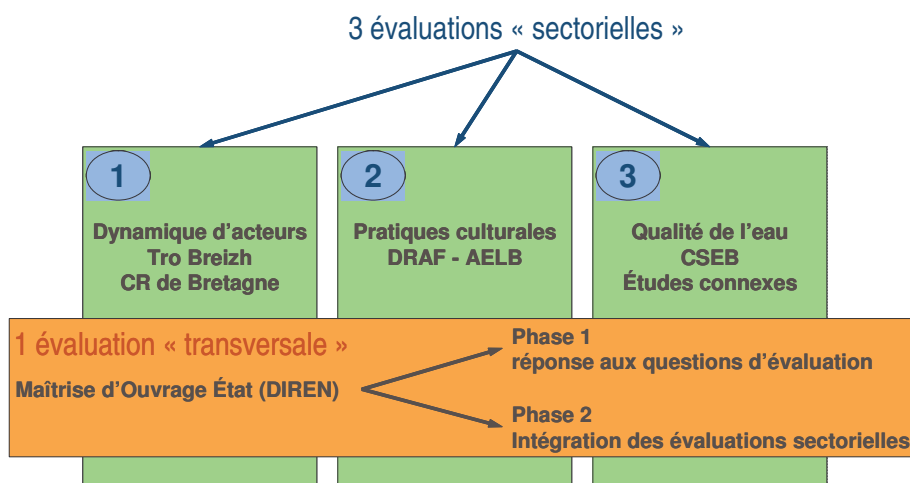 3 évaluations « sectorielles »
1
Dynamique d'acteurs
Tro Breizh
CR de Bretagne
2
Pratiques culturales
DRAF - AELB
3
Qualité de l'eau
CSEB
Études connexes
1 évaluation « transversale »
Maîtrise d'Ouvrage État (DIREN)
Phase 1
réponse aux questions d'évaluation
Phase 2
Intégration des évaluations sectorielles